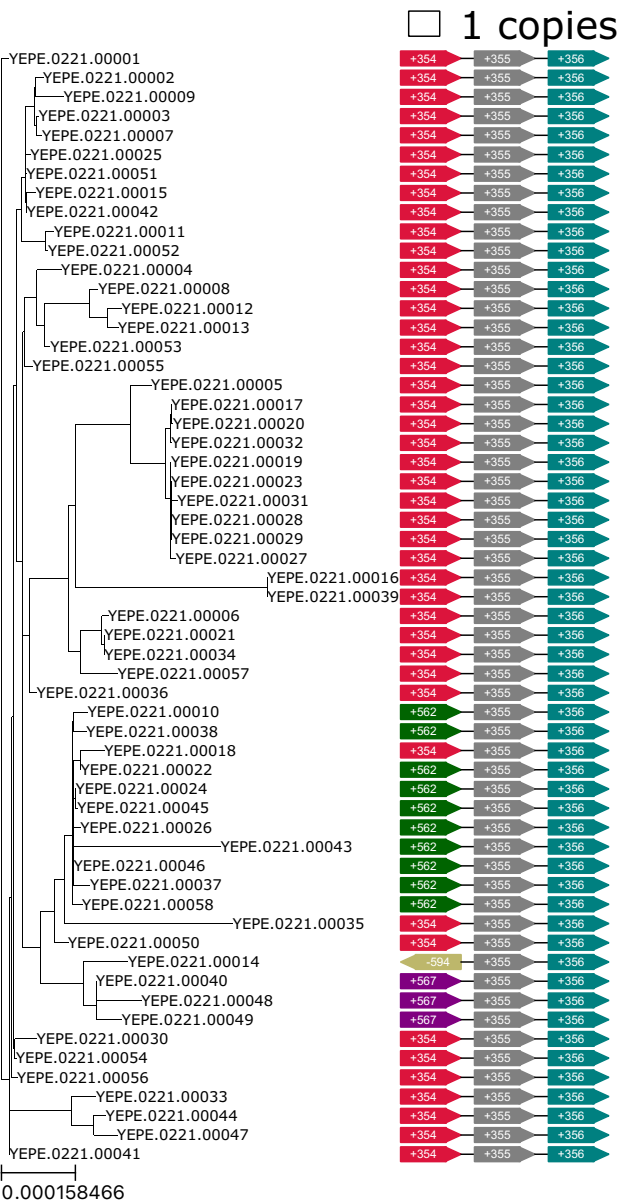 1 copies
YEPE.0221.00001 +354 +355 +356
YEPE.0221.00002 +354 +355 +356
YEPE.0221.00009 +354 +355 +356
YEPE.0221.00003 +354 +355 +356
YEPE.0221.00007 +354 +355 +356
YEPE.0221.00025 +354 +355 +356
YEPE.0221.00051 +354 +355 +356
YEPE.0221.00015 +354 +355 +356
YEPE.0221.00042 +354 +355 +356
YEPE.0221.00011 +354 +355 +356
YEPE.0221.00052 +354 +355 +356
YEPE.0221.00004 +354 +355 +356
YEPE.0221.00008 +354 +355 +356
YEPE.0221.00012 +354 +355 +356
YEPE.0221.00013 +354 +355 +356
YEPE.0221.00053 +354 +355 +356
YEPE.0221.00055 +354 +355 +356
YEPE.0221.00005 +354 +355 +356
YEPE.0221.00017 +354 +355 +356
YEPE.0221.00020 +354 +355 +356
YEPE.0221.00032 +354 +355 +356
YEPE.0221.00019 +354 +355 +356
YEPE.0221.00023 +354 +355 +356
YEPE.0221.00031 +354 +355 +356
YEPE.0221.00028 +354 +355 +356
YEPE.0221.00029 +354 +355 +356
YEPE.0221.00027 +354 +355 +356
YEPE.0221.00016 +354 +355 +356
YEPE.0221.00039 +354 +355 +356
YEPE.0221.00006 +354 +355 +356
YEPE.0221.00021 +354 +355 +356
YEPE.0221.00034 +354 +355 +356
YEPE.0221.00057 +354 +355 +356
YEPE.0221.00036 +354 +355 +356
YEPE.0221.00010 +562 +355 +356
YEPE.0221.00038 +562 +355 +356
YEPE.0221.00018 +354 +355 +356
YEPE.0221.00022 +562 +355 +356
YEPE.0221.00024 +562 +355 +356
YEPE.0221.00045 +562 +355 +356
YEPE.0221.00026 +562 +355 +356
YEPE.0221.00043 +562 +355 +356
YEPE.0221.00046 +562 +355 +356
YEPE.0221.00037 +562 +355 +356
YEPE.0221.00058 +562 +355 +356
YEPE.0221.00035 +354 +355 +356
YEPE.0221.00050 +354 +355 +356
YEPE.0221.00014 -594 +355 +356
YEPE.0221.00040 +567 +355 +356
YEPE.0221.00048 +567 +355 +356
YEPE.0221.00049 +567 +355 +356
YEPE.0221.00030 +354 +355 +356
YEPE.0221.00054 +354 +355 +356
YEPE.0221.00056 +354 +355 +356
YEPE.0221.00033 +354 +355 +356
YEPE.0221.00044 +354 +355 +356
YEPE.0221.00047 +354 +355 +356
YEPE.0221.00041 +354 +355 +356
0.000158466